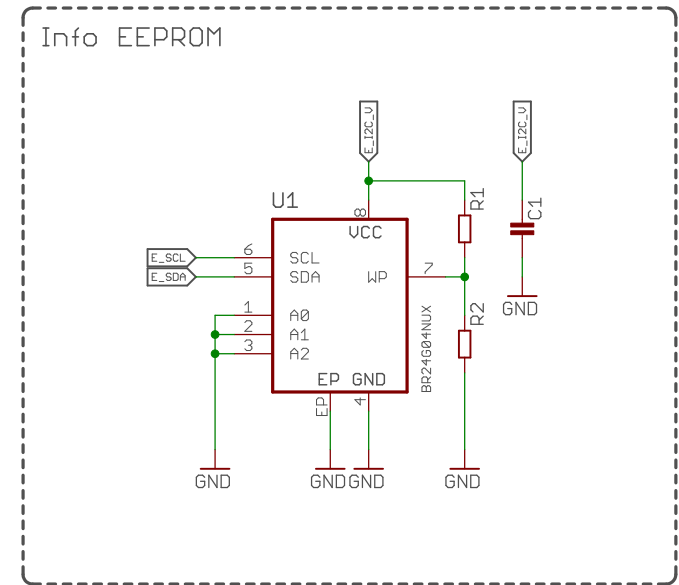 Info EEPROM
E_I2C_V
E_I2C_V
U1
8
VCC
R1
C1
E_SCL
6
SCL
E_SDA
5
SDA
WP
7
1
A0
2
A1
3
A2
GND
R2
BR24G04NUX
EP
GND
EP
4
GND
GND
GND
GND